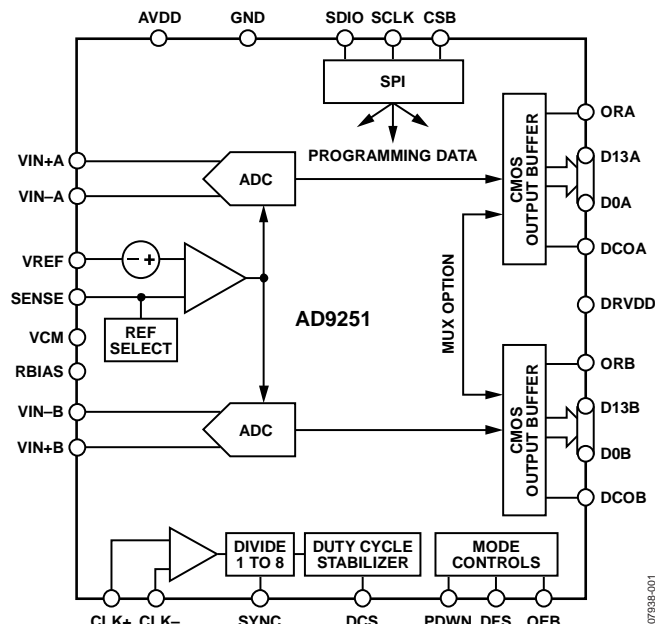 AVDD GND SDIO SCLK CSB
SPI
PROGRAMMING DATA
VIN+A
VIN–A
ADC
CMOS
OUTPUT BUFFER
ORA
D13A
D0A
DCOA
VREF
– +
SENSE
REF
SELECT
VCM
RBIAS
AD9251
MUX OPTION
DRVDD
VIN–B
VIN+B
ADC
CMOS
OUTPUT BUFFER
ORB
D13B
D0B
DCOB
DIVIDE
1 TO 8
DUTY CYCLE
STABILIZER
MODE
CONTROLS
CLK+ CLK– SYNC DCS PDWN DFS OEB
07938-001